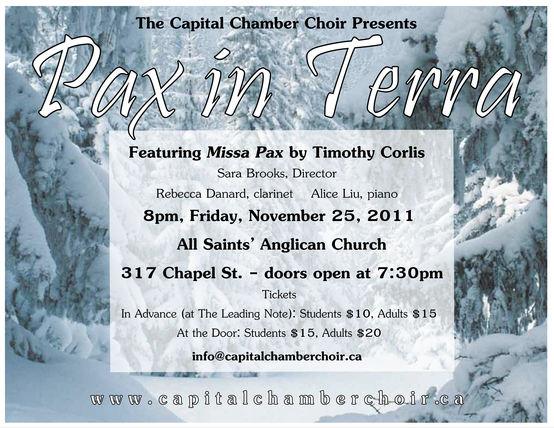 The Capital Chamber Choir Presents
Pax in Terra
Featuring Missa Pax by Timothy Corlis
Sara Brooks, Director
Rebecca Danard, clarinet Alice Liu, piano
8pm, Friday, November 25, 2011
All Saints' Anglican Church
317 Chapel St. - doors open at 7:30pm
Tickets
In Advance (at The Leading Note): Students $10, Adults $15
At the Door: Students $15, Adults $20
info@capitalchamberchoir.ca
www.capitalchamberchoir.ca